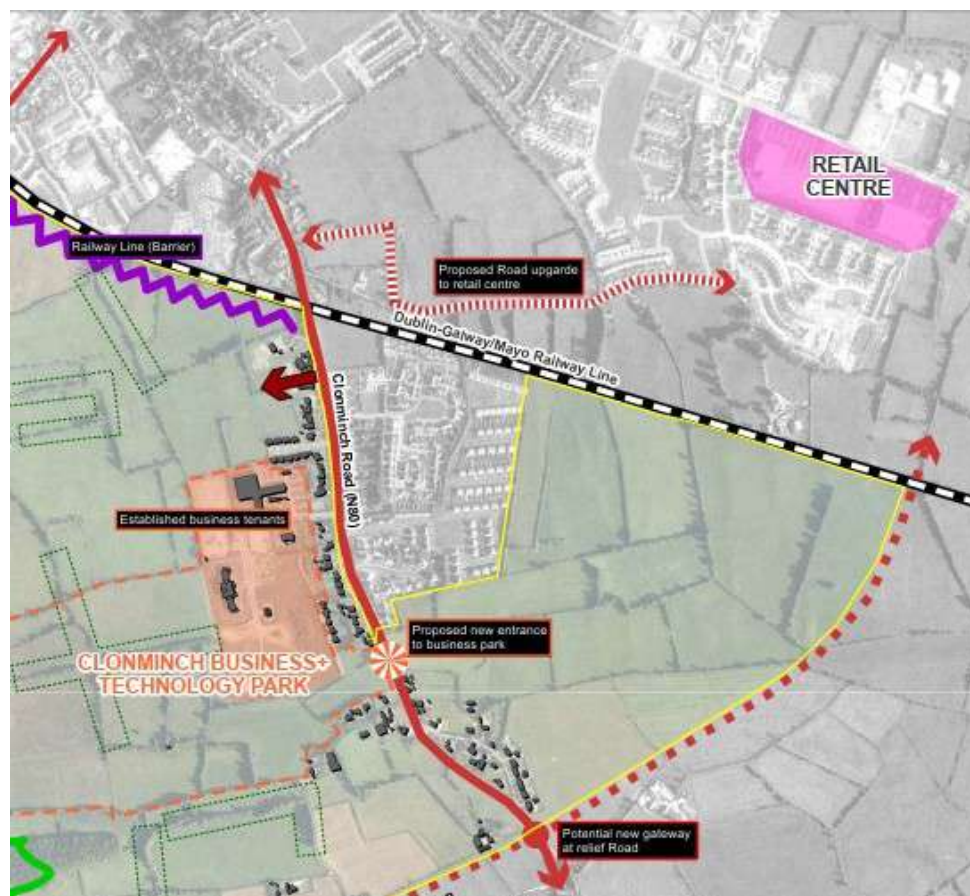 RETAIL
CENTRE
Railway Line (Barrier)
Proposed Road upgarde
to retail centre
Dublin-Galway/Mayo Railway Line
Clonminch Road (N80)
Established business tenants
Proposed new entrance
to business park
CLONMINCH BUSINESS+
TECHNOLOGY PARK
Potential new gateway
at relief Road